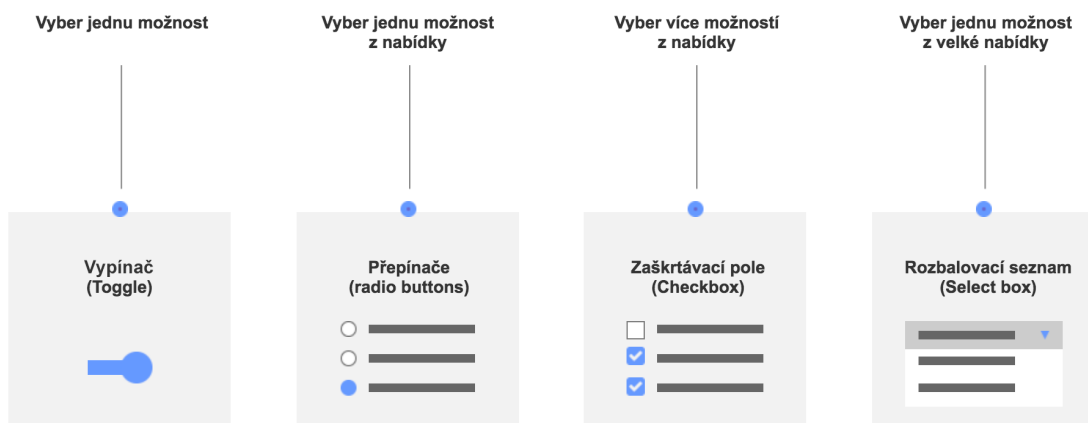 Vyber jednu možnost
Vyber jednu možnost
z nabídky
Vyber více možností
z nabídky
Vyber jednu možnost
z velké nabídky
Vypínač
(Toggle)
Přepínače
(radio buttons)
Zaškrtávací pole
(Checkbox)
Rozbalovací seznam
(Select box)